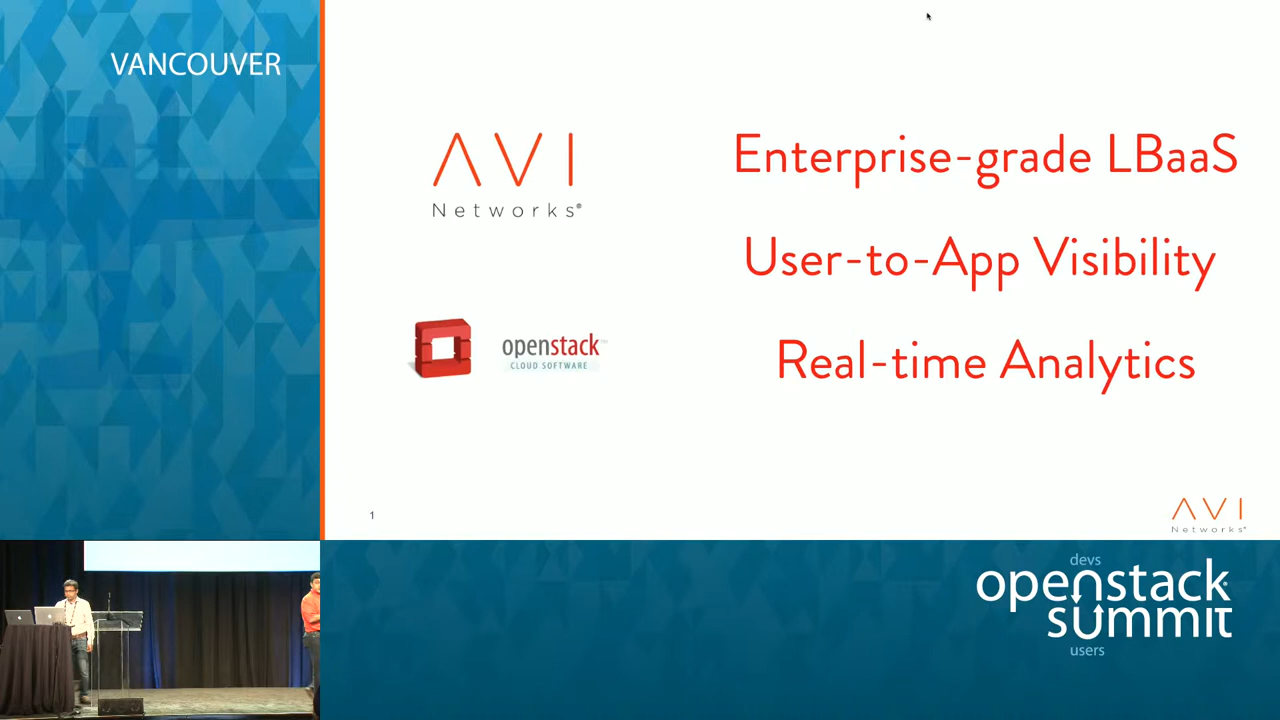 VANCOUVER
AVI
Networks®
Enterprise-grade LBaaS
User-to-App Visibility
Real-time Analytics
openstack™
CLOUD SOFTWARE
1
AVI
Networks®
devs
openstack
summit
users